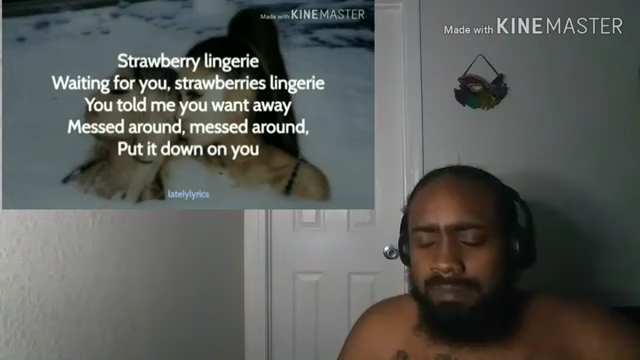 Made with KINEMASTER
Made with KINEMASTER
Strawberry lingerie
Waiting for you, strawberries lingerie
You told me you want away
Messed around, messed around,
Put it down on you
latelylyrics